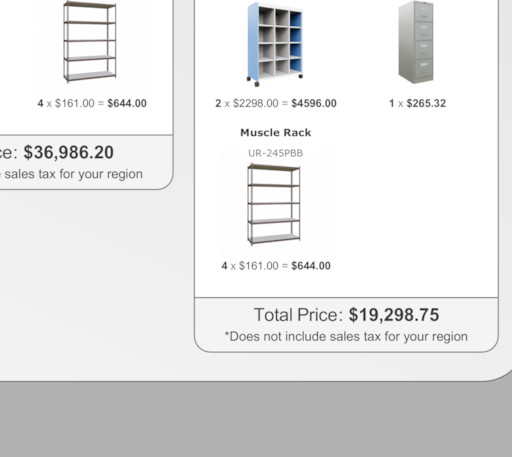 4 x $161.00 = $644.00
ce: $36,986.20
sales tax for your region
2 x $2298.00 = $4596.00
1 x $265.32
Muscle Rack
UR-245PBB
4 x $161.00 = $644.00
Total Price: $19,298.75
*Does not include sales tax for your region